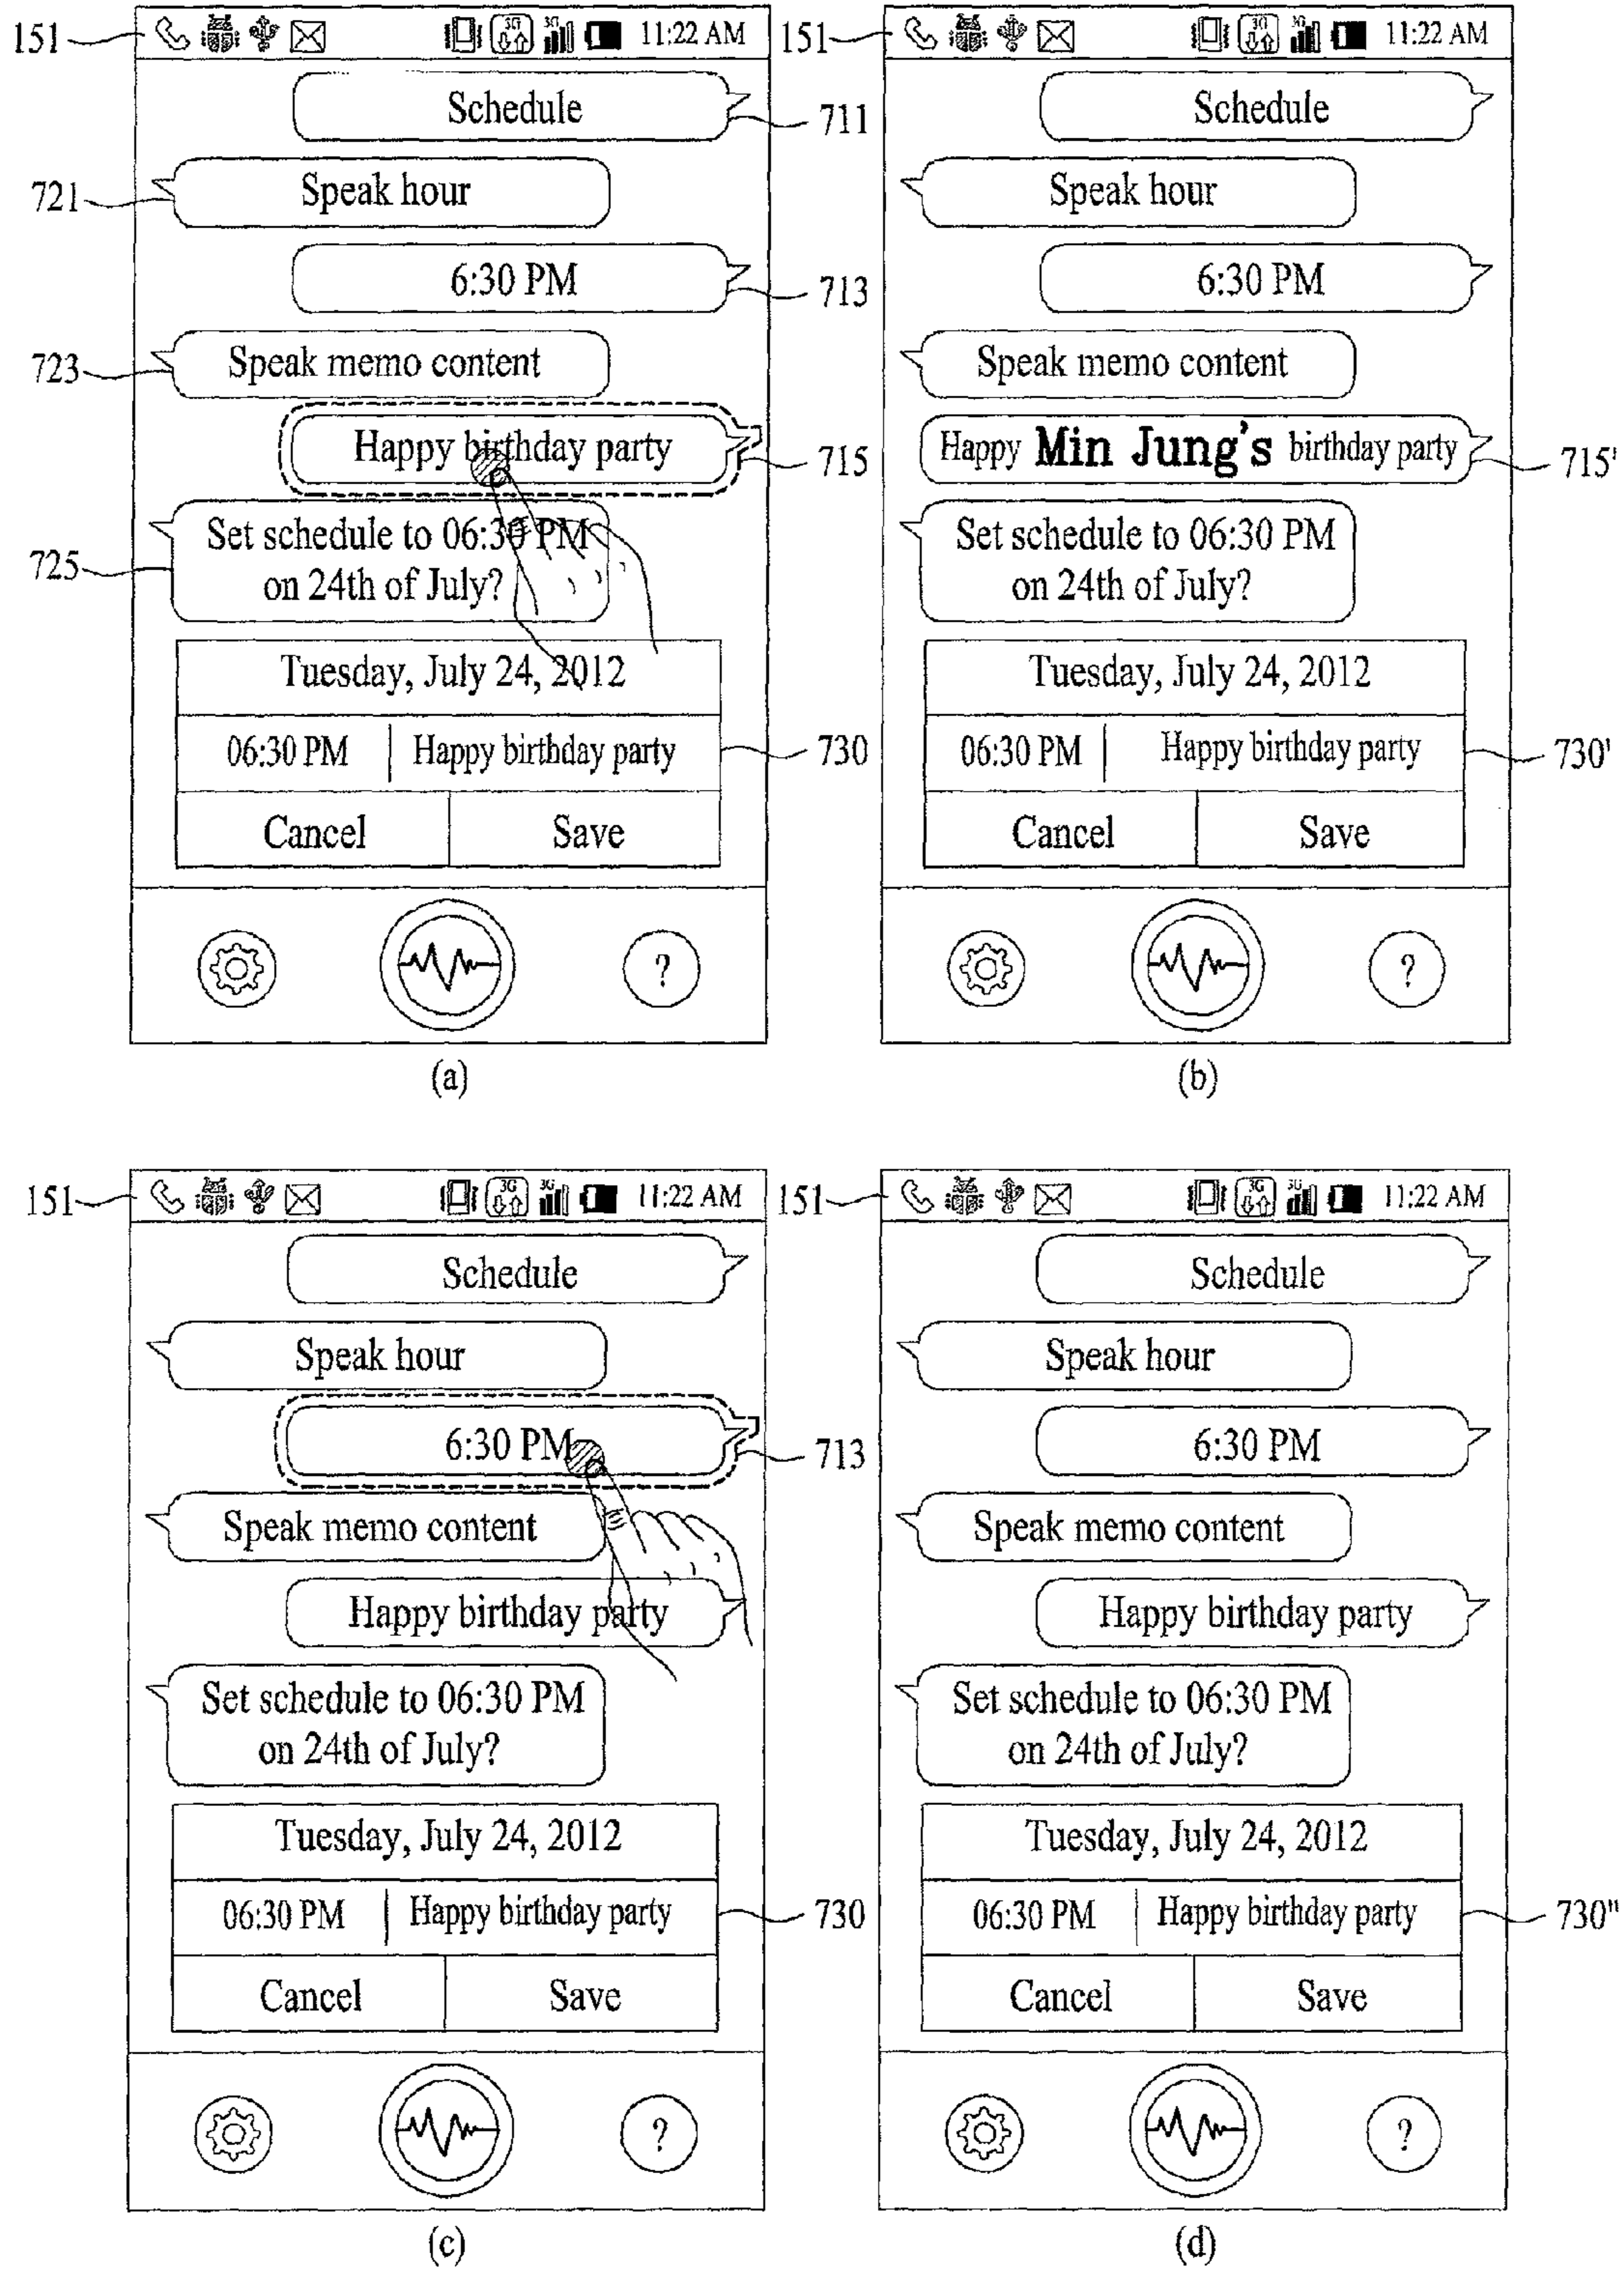 151 3G 3G 11:22 AM
Schedule
711
721
Speak hour
6:30 PM
713
723
Speak memo content
Happy birthday party
715
725
Set schedule to 06:30 PM
on 24th of July?
Tuesday, July 24, 2012
06:30 PM Happy birthday party
730
Cancel Save
?
(a)
151 3G 3G 11:22 AM
Schedule
Speak hour
6:30 PM
Speak memo content
Happy Min Jung's birthday party
715'
Set schedule to 06:30 PM
on 24th of July?
Tuesday, July 24, 2012
06:30 PM Happy birthday party
730'
Cancel Save
?
(b)
151 3G 3G 11:22 AM
Schedule
Speak hour
6:30 PM
713
Speak memo content
Happy birthday party
Set schedule to 06:30 PM
on 24th of July?
Tuesday, July 24, 2012
06:30 PM Happy birthday party
730
Cancel Save
?
(c)
151 3G 3G 11:22 AM
Schedule
Speak hour
6:30 PM
Speak memo content
Happy birthday party
Set schedule to 06:30 PM
on 24th of July?
Tuesday, July 24, 2012
06:30 PM Happy birthday party
730"
Cancel Save
?
(d)